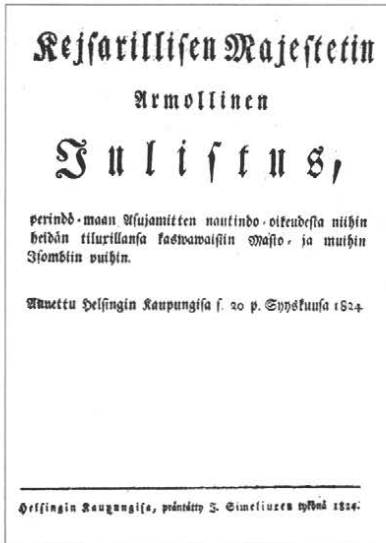 Kejsarillisen Majestetin
Armollinen
Julistus,
perindö-maan Asujamitten nautindo-oikeudesta niihin
heidän tiluxillansa kaswawaisiin Masto- ja muihin
Isombiin puihin.
Annettu Helsingin Kaupungisa s. 20 p. Syyskuusa 1824
Helsingin Kaupungisa, präntätty J. Simeliuxen tykönä 1824.